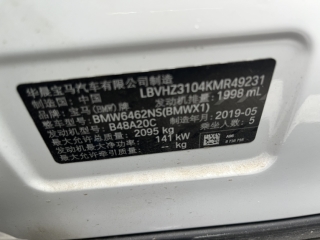 华晨宝马汽车有限公司制造
制造国：中国 LBVHZ3104KMR49231
品牌：宝马(BMW)牌 发动机排量：1998 mL
整车型号：BMW6462NS(BMWX1)
发动机型号：B48A20C 制造年月：2019-05
最大允许总质量：2095 kg 乘坐人数：5
发动机最大净功率：141 kW